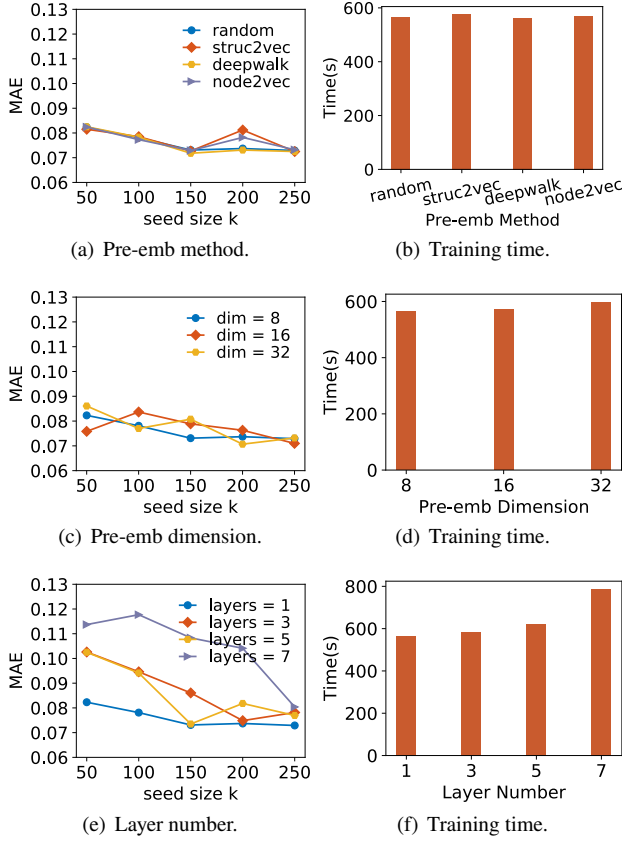 0.13
0.12
0.11
0.10
0.09
0.08
0.07
0.06
MAE
random
struc2vec
deepwalk
node2vec
50 100 150 200 250
seed size k
(a) Pre-emb method.
600
400
200
0
Time(s)
random struc2vec deepwalk node2vec
Pre-emb Method
(b) Training time.
0.13
0.12
0.11
0.10
0.09
0.08
0.07
0.06
MAE
dim = 8
dim = 16
dim = 32
50 100 150 200 250
seed size k
(c) Pre-emb dimension.
600
400
200
0
Time(s)
8 16 32
Pre-emb Dimension
(d) Training time.
0.13
0.12
0.11
0.10
0.09
0.08
0.07
0.06
MAE
layers = 1
layers = 3
layers = 5
layers = 7
50 100 150 200 250
seed size k
(e) Layer number.
800
600
400
200
0
Time(s)
1 3 5 7
Layer Number
(f) Training time.